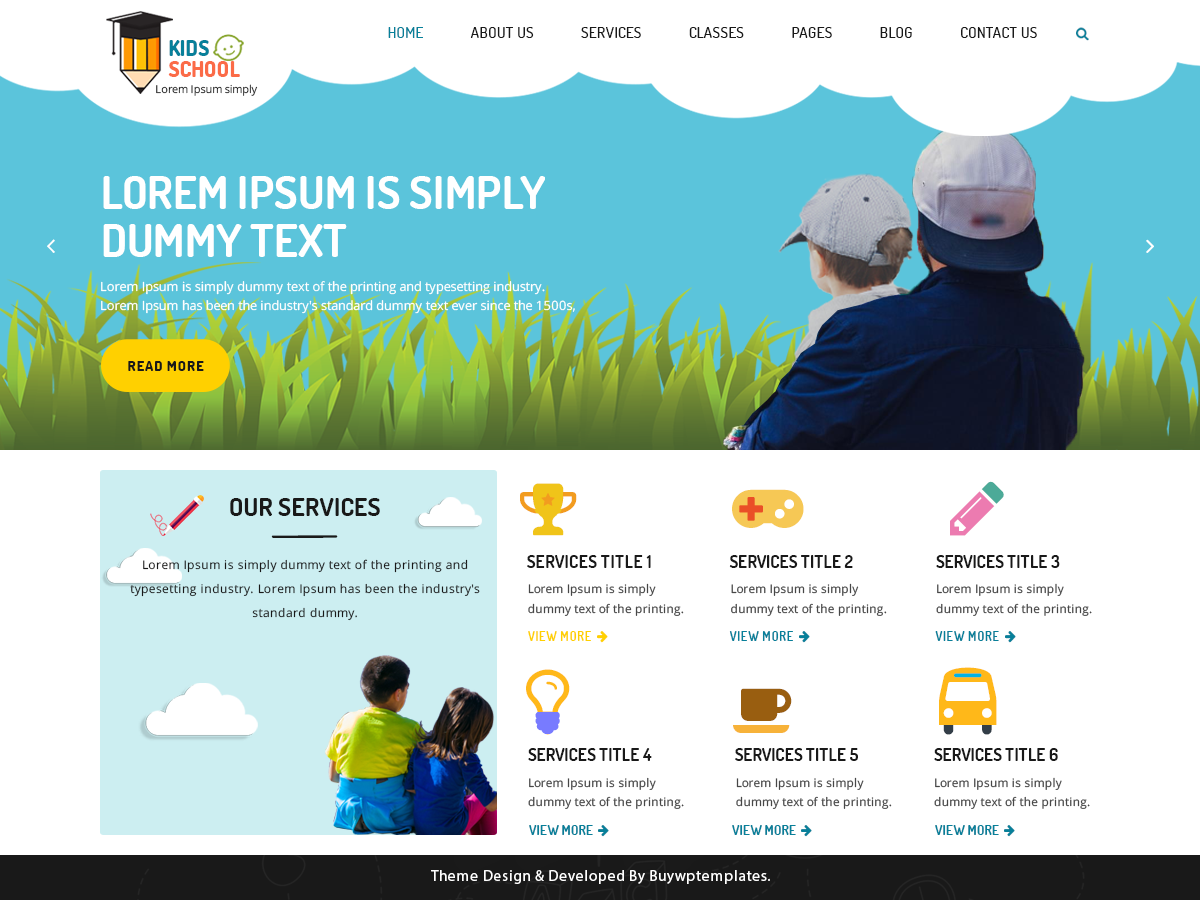 KIDS
SCHOOL
Lorem Ipsum simply
HOME ABOUT US SERVICES CLASSES PAGES BLOG CONTACT US
LOREM IPSUM IS SIMPLY
DUMMY TEXT
Lorem Ipsum is simply dummy text of the printing and typesetting industry.
Lorem Ipsum has been the industry's standard dummy text ever since the 1500s,
READ MORE
OUR SERVICES
Lorem Ipsum is simply dummy text of the printing and
typesetting industry. Lorem Ipsum has been the industry's
standard dummy.
SERVICES TITLE 1
Lorem Ipsum is simply
dummy text of the printing.
VIEW MORE
SERVICES TITLE 2
Lorem Ipsum is simply
dummy text of the printing.
VIEW MORE
SERVICES TITLE 3
Lorem Ipsum is simply
dummy text of the printing.
VIEW MORE
SERVICES TITLE 4
Lorem Ipsum is simply
dummy text of the printing.
VIEW MORE
SERVICES TITLE 5
Lorem Ipsum is simply
dummy text of the printing.
VIEW MORE
SERVICES TITLE 6
Lorem Ipsum is simply
dummy text of the printing.
VIEW MORE
Theme Design & Developed By Buywptemplates.